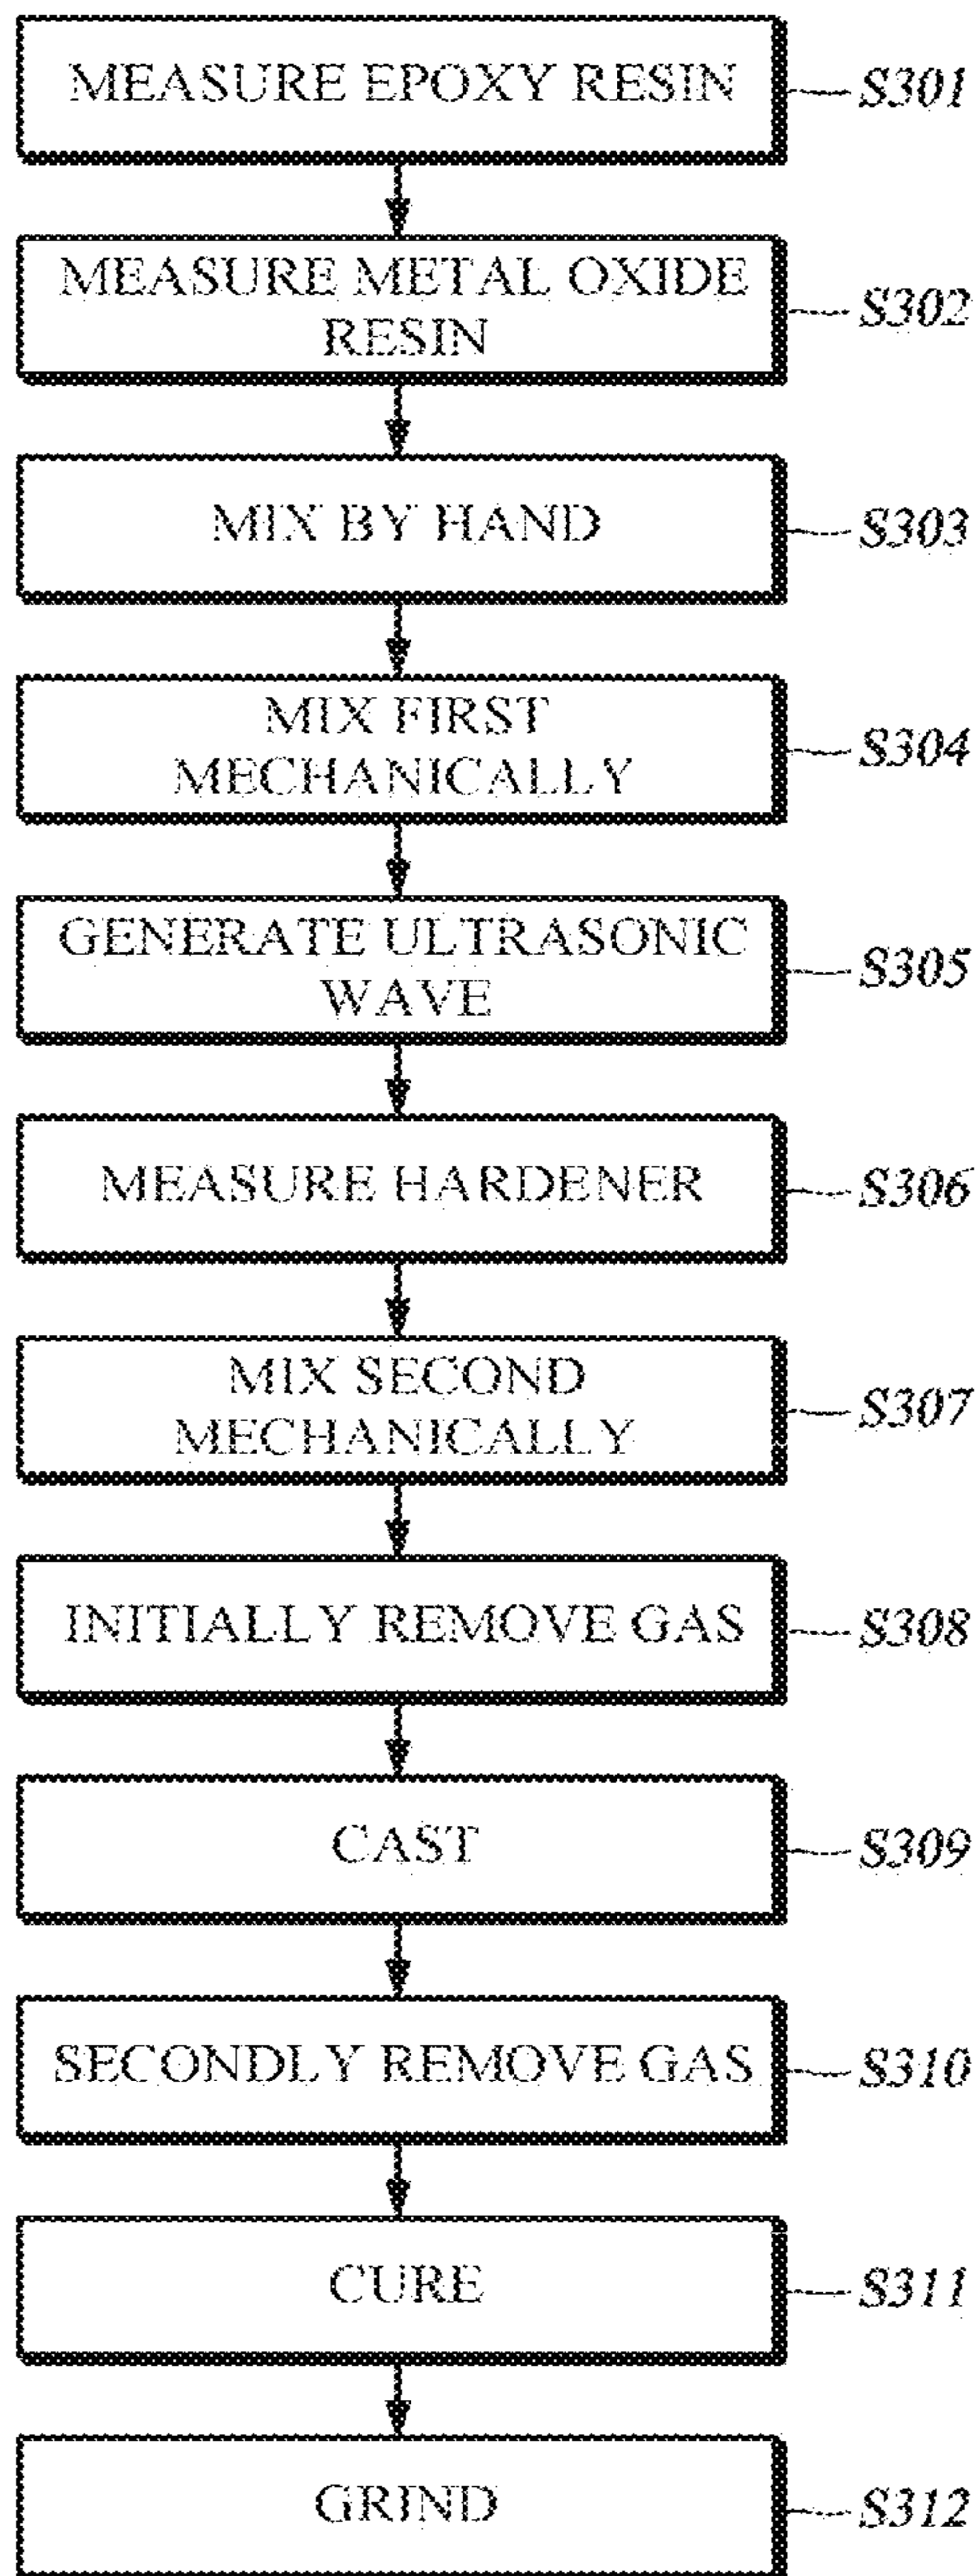 MEASURE EPOXY RESIN
S301
MEASURE METAL OXIDE
RESIN
S302
MIX BY HAND
S303
MIX FIRST
MECHANICALLY
S304
GENERATE ULTRASONIC
WAVE
S305
MEASURE HARDENER
S306
MIX SECOND
MECHANICALLY
S307
INITIALLY REMOVE GAS
S308
CAST
S309
SECONDLY REMOVE GAS
S310
CURE
S311
GRIND
S312